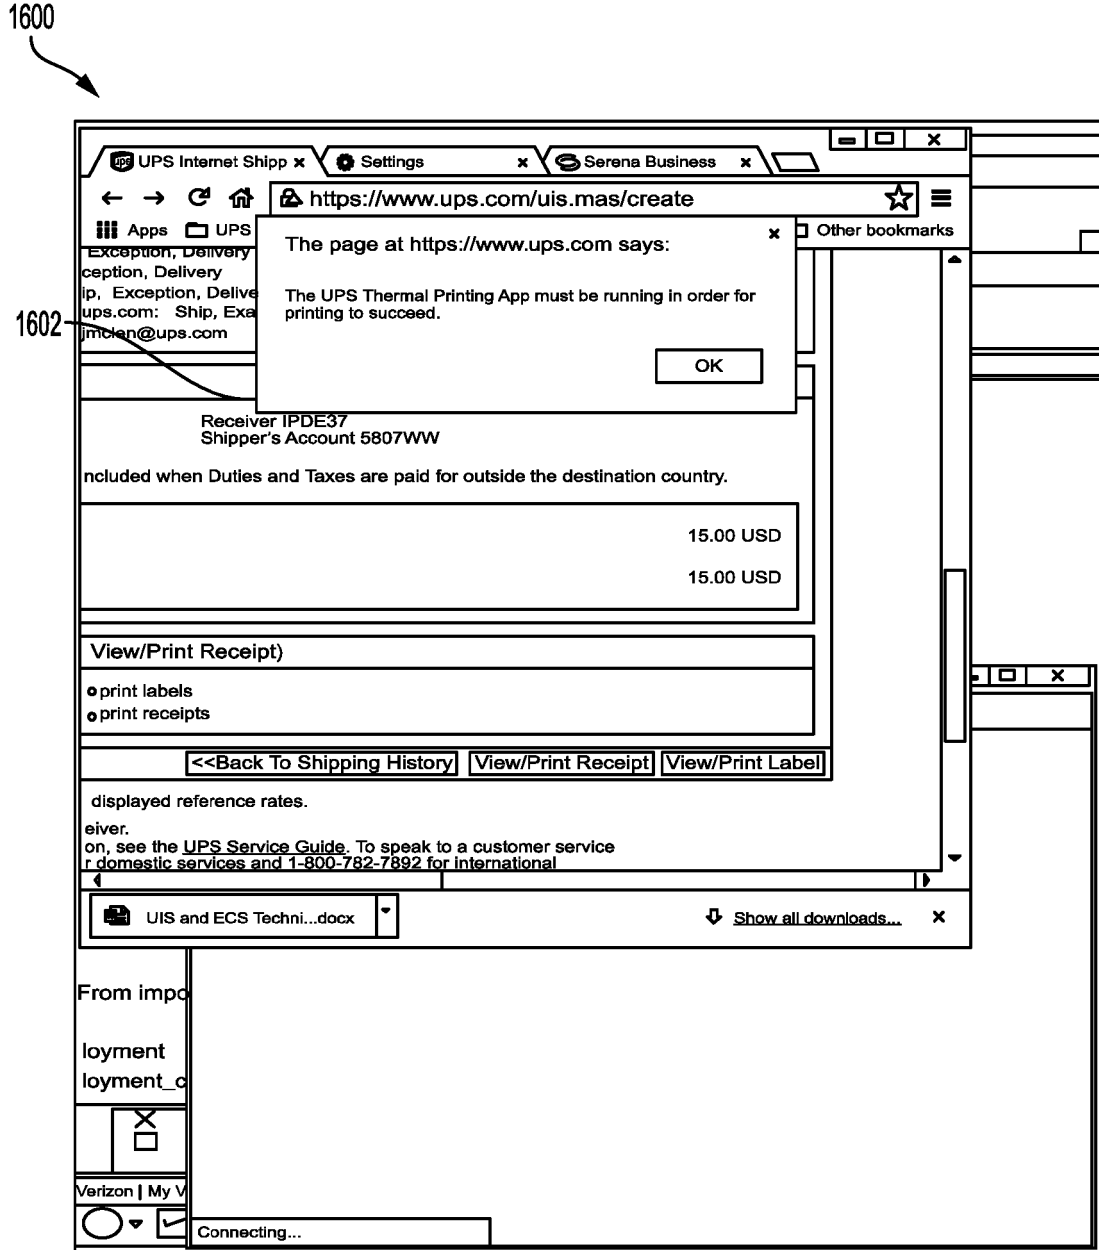 1600
ups UPS Internet Shipp x Settings x Serena Business x
https://www.ups.com/uis.mas/create
Apps UPS Other bookmarks
The page at https://www.ups.com says: x
The UPS Thermal Printing App must be running in order for
printing to succeed.
OK
Exception, Delivery
ception, Delivery
ip, Exception, Delive
ups.com: Ship, Exa
jmclen@ups.com
1602
Receiver IPDE37
Shipper's Account 5807WW
ncluded when Duties and Taxes are paid for outside the destination country.
15.00 USD
15.00 USD
View/Print Receipt)
print labels
print receipts
<<Back To Shipping History View/Print Receipt View/Print Label
displayed reference rates.
eiver.
on, see the UPS Service Guide. To speak to a customer service
r domestic services and 1-800-782-7892 for international
UIS and ECS Techni...docx Show all downloads... x
From impo
loyment
loyment_c
Verizon | My V
Connecting...